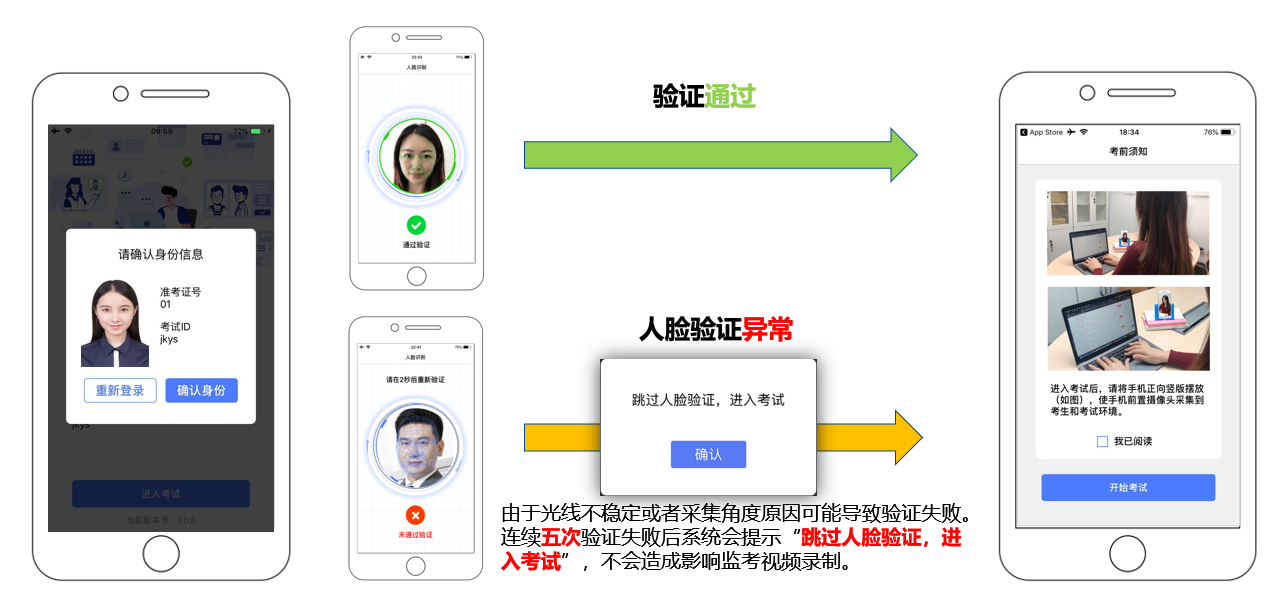 09:59
72%
请确认身份信息
准考证号
01
考试ID
jkys
重新登录
确认身份
jkys
进入考试
当前版本号：1.0.6
22:42
人脸识别
通过验证
22:41
人脸识别
请在2秒后重新验证
未通过验证
验证通过
人脸验证异常
跳过人脸验证，进入考试
确认
由于光线不稳定或者采集角度原因可能导致验证失败。
连续五次验证失败后系统会提示“跳过人脸验证，进
入考试”，不会造成影响监考视频录制。
App Store
18:34
76%
考前须知
进入考试后，请将手机正向竖版摆放
（如图），使手机前置摄像头采集到
考生和考试环境。
我已阅读
开始考试